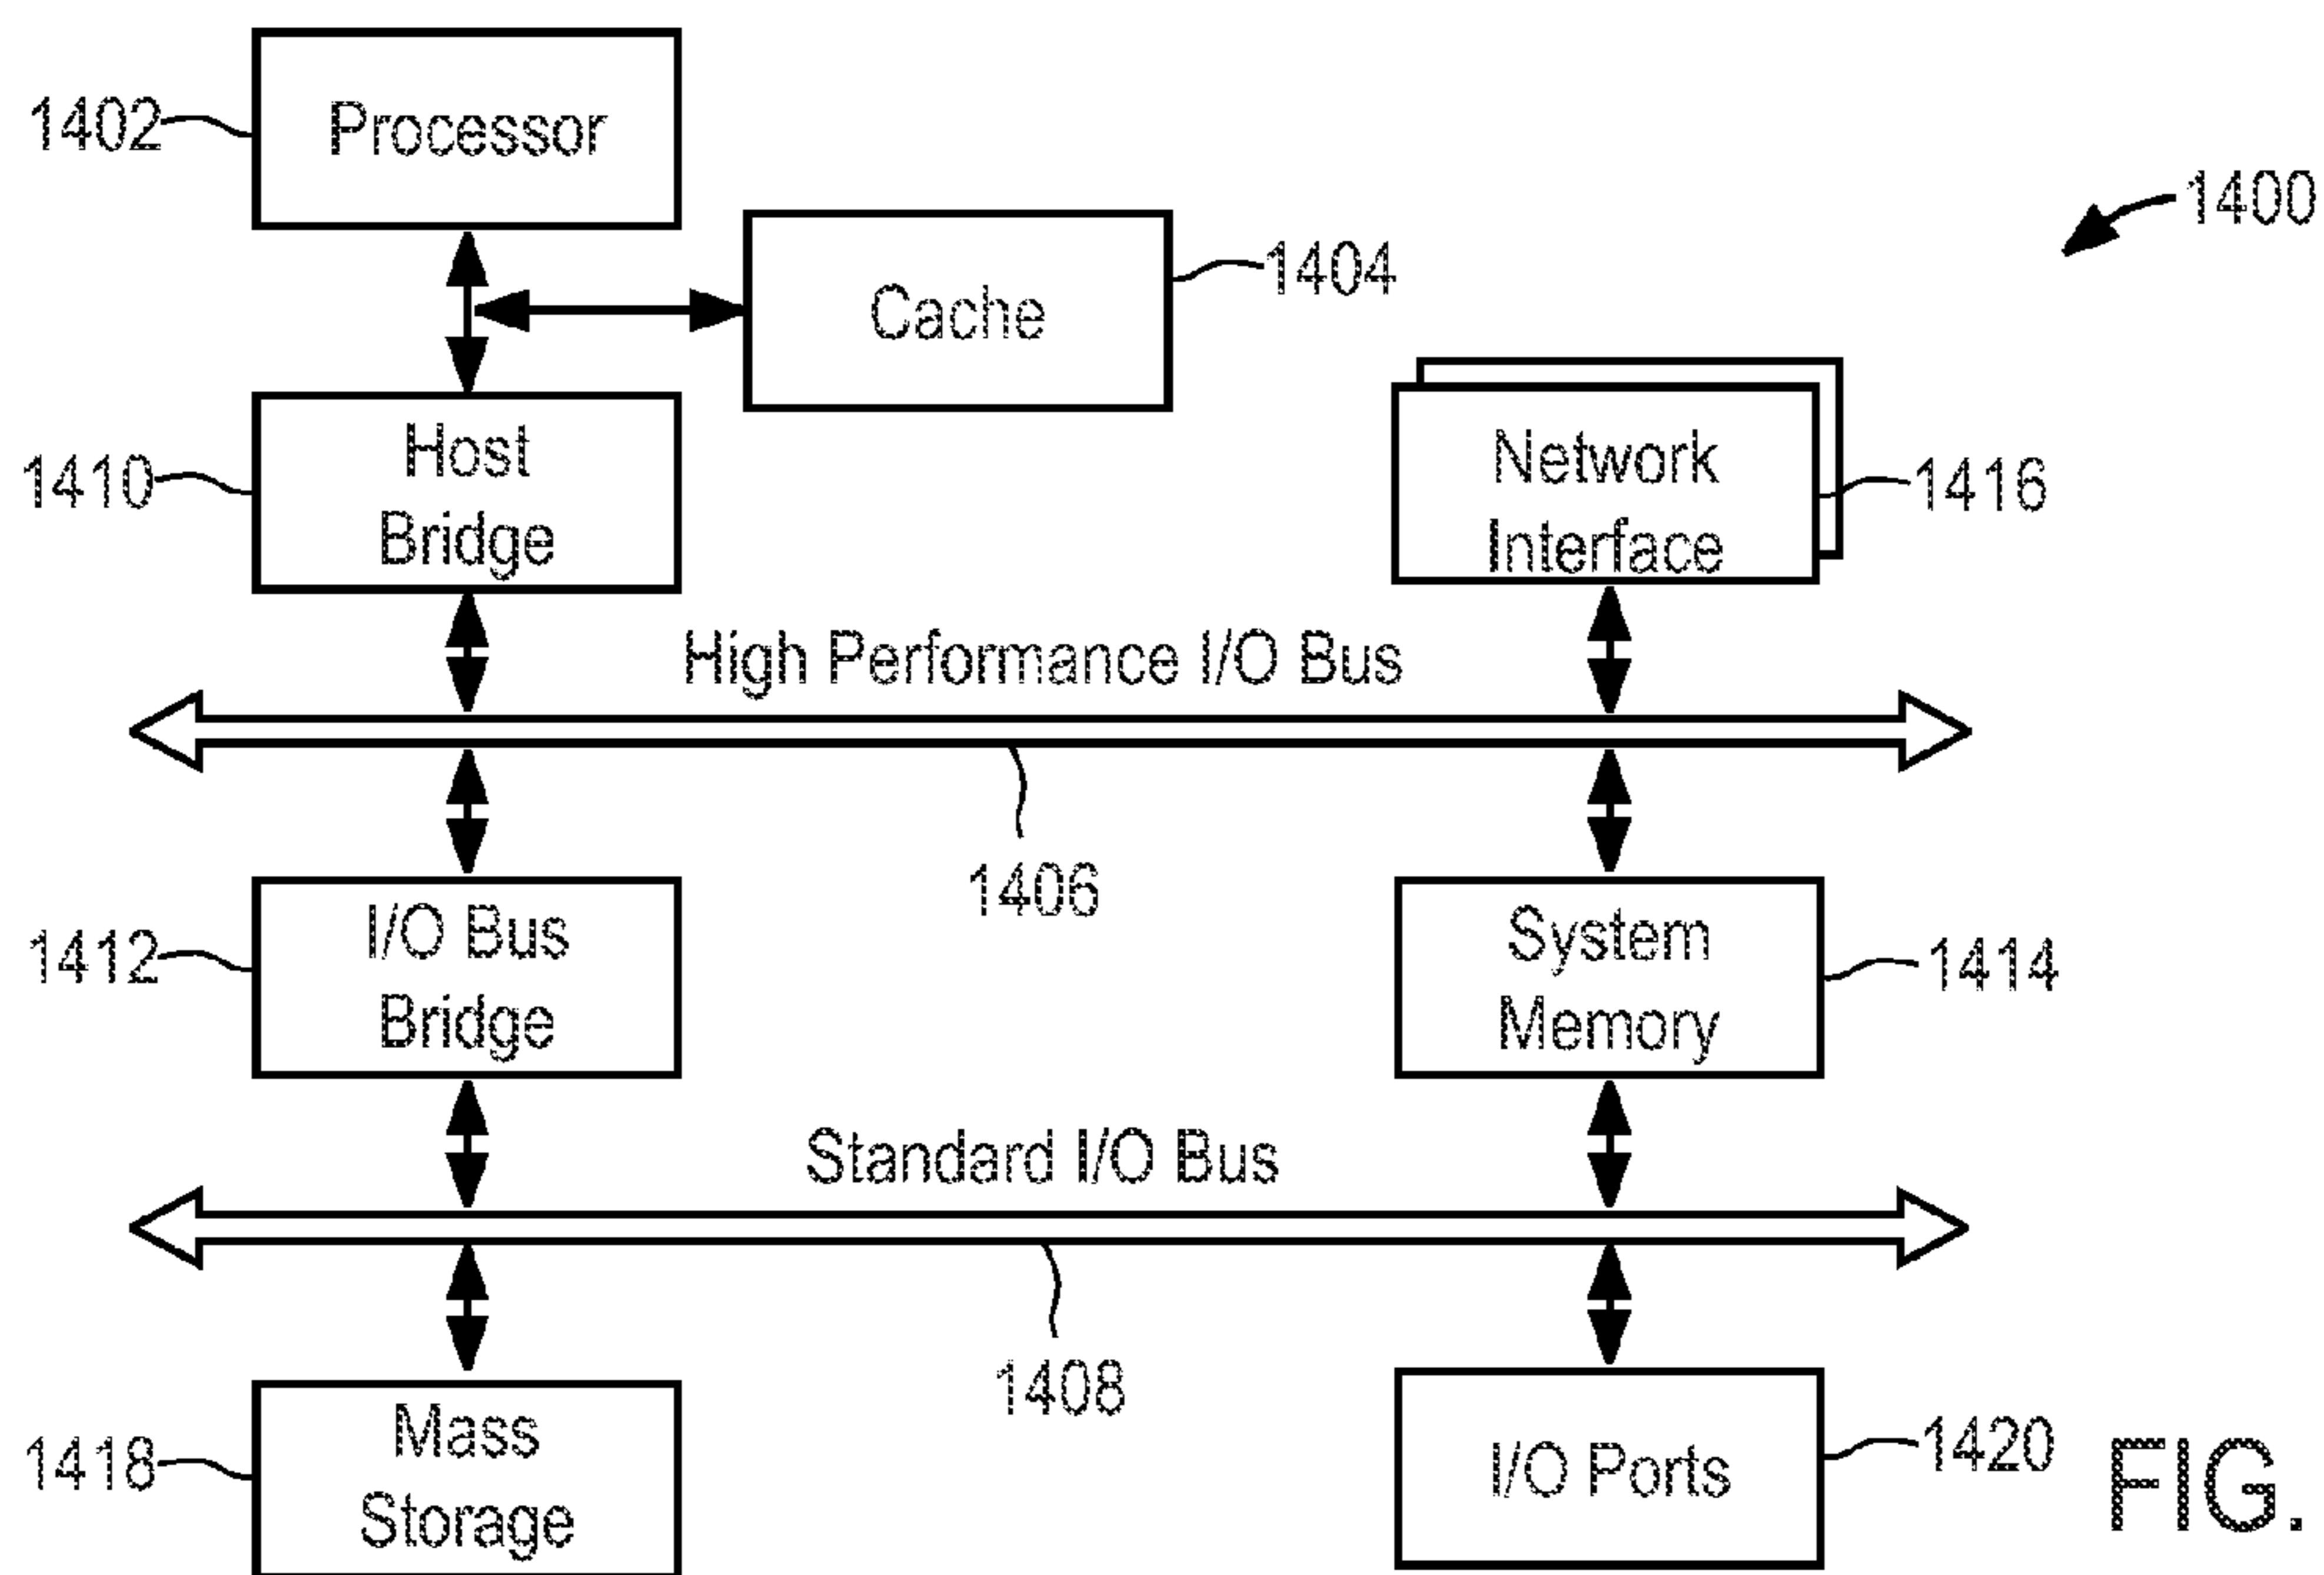 1402
Processor
1400
Cache
1404
1410
Host
Bridge
Network
Interface
1416
High Performance I/O Bus
1406
1412
I/O Bus
Bridge
System
Memory
1414
Standard I/O Bus
1408
1418
Mass
Storage
I/O Ports
1420
FIG.